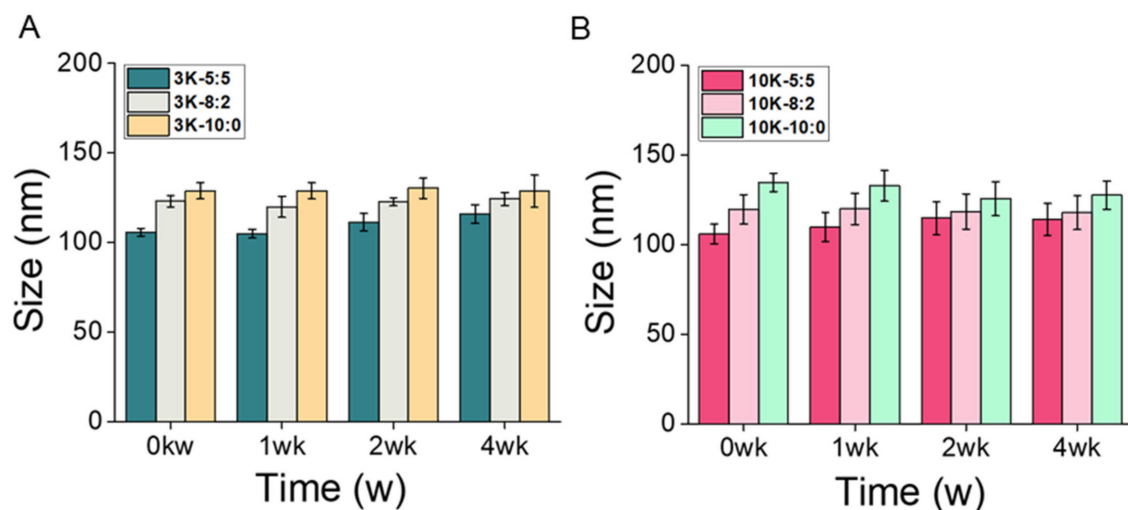 A
Size (nm)
200
150
100
50
0
3K-5:5
3K-8:2
3K-10:0
0kw
1wk
2wk
4wk
Time (w)
B
Size (nm)
200
150
100
50
0
10K-5:5
10K-8:2
10K-10:0
0wk
1wk
2wk
4wk
Time (w)